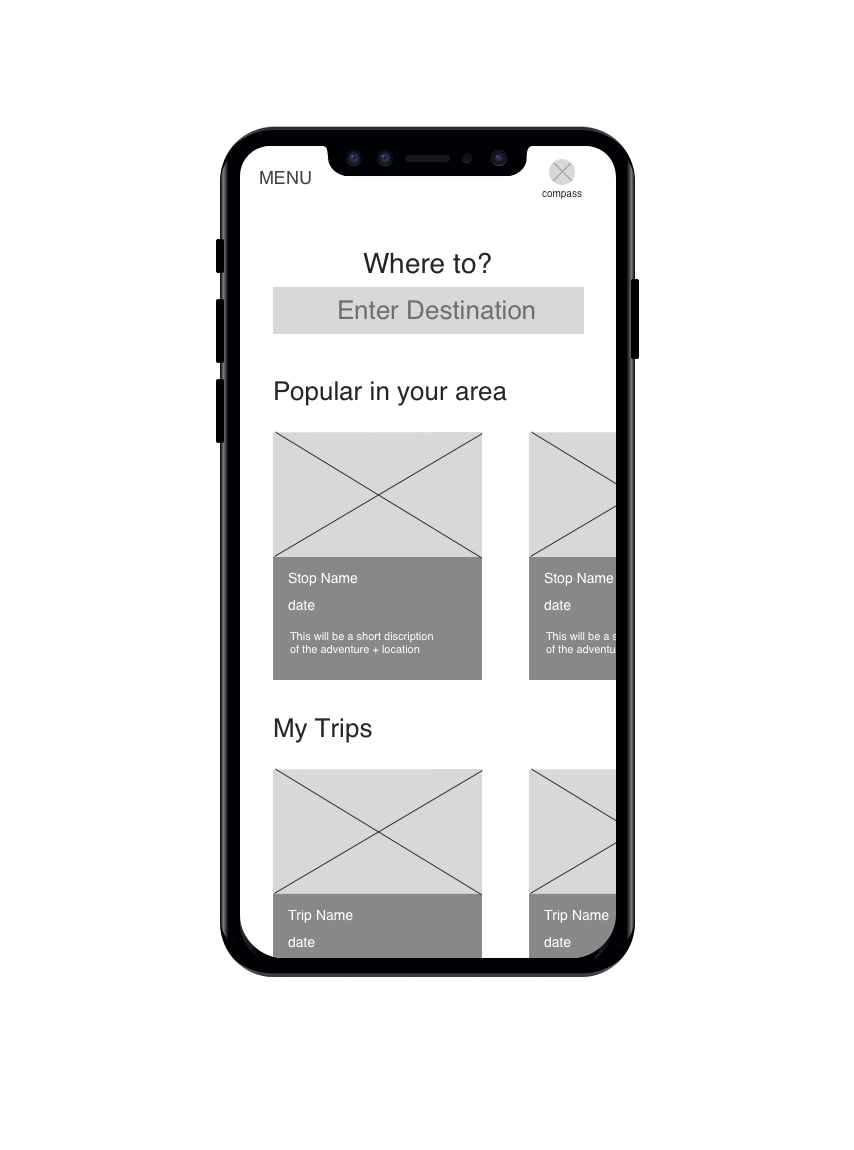 MENU
compass
Where to?
Enter Destination
Popular in your area
Stop Name
date
This will be a short discription
of the adventure + location
Stop Name
date
This will be a s
of the adventu
My Trips
Trip Name
date
Trip Name
date